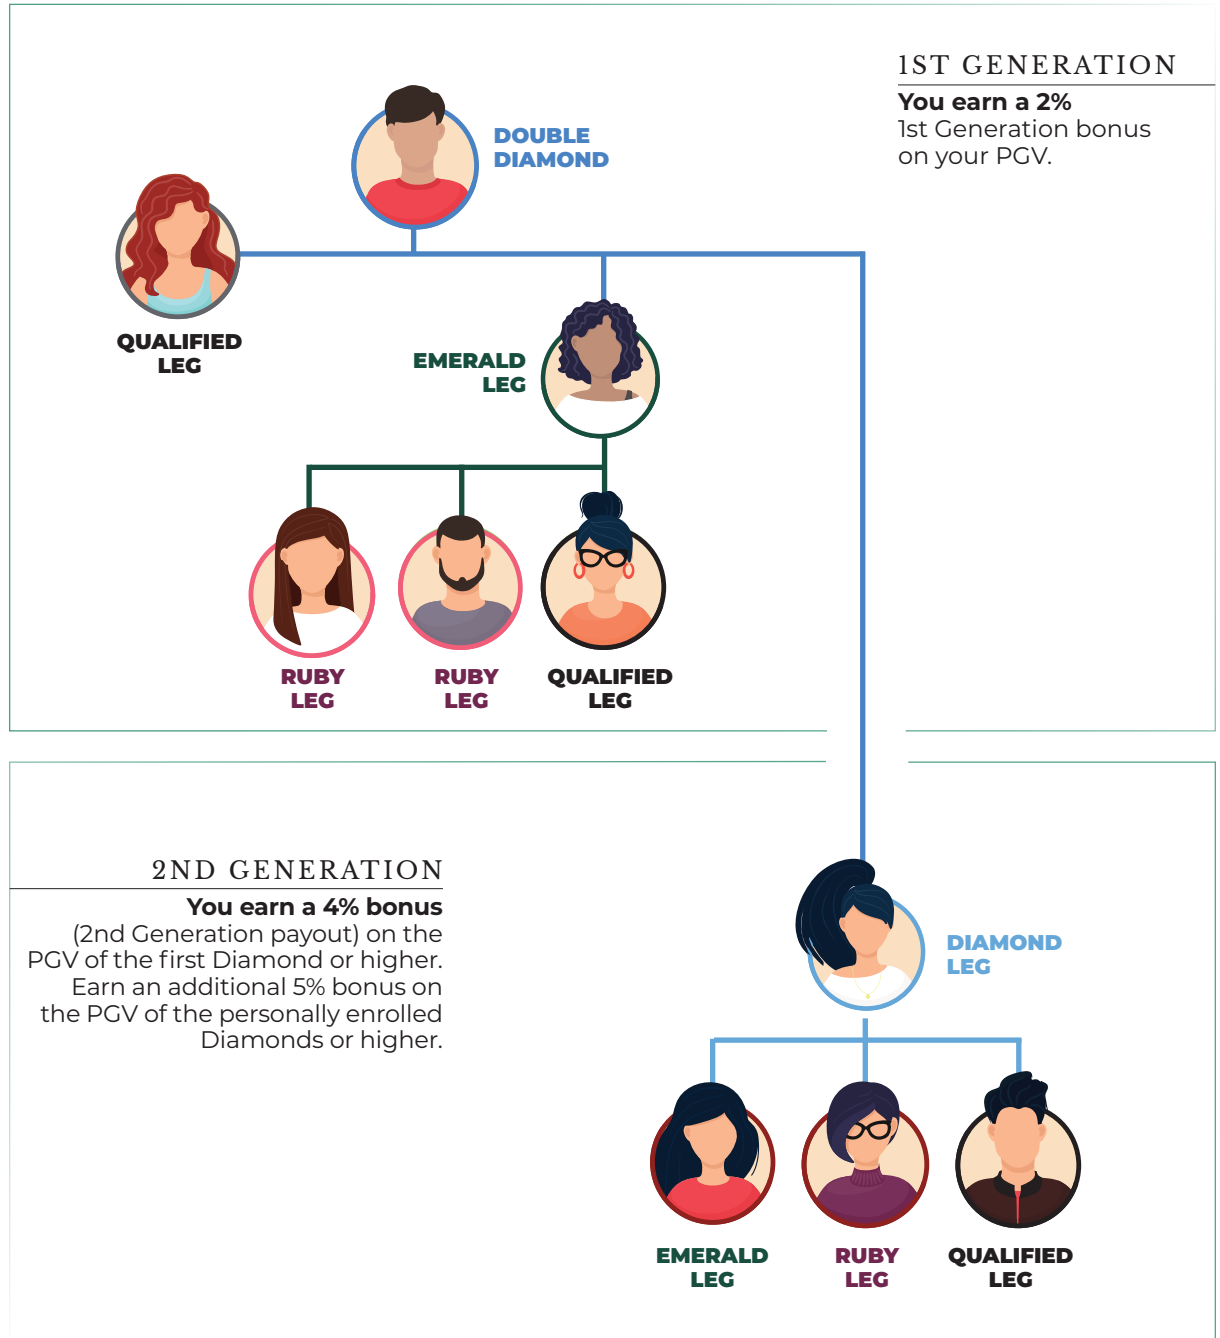 1ST GENERATION
You earn a 2%
1st Generation bonus
on your PGV.
DOUBLE
DIAMOND
QUALIFIED
LEG
EMERALD
LEG
RUBY
LEG
RUBY
LEG
QUALIFIED
LEG
2ND GENERATION
You earn a 4% bonus
(2nd Generation payout) on the
PGV of the first Diamond or higher.
Earn an additional 5% bonus on
the PGV of the personally enrolled
Diamonds or higher.
DIAMOND
LEG
EMERALD
LEG
RUBY
LEG
QUALIFIED
LEG